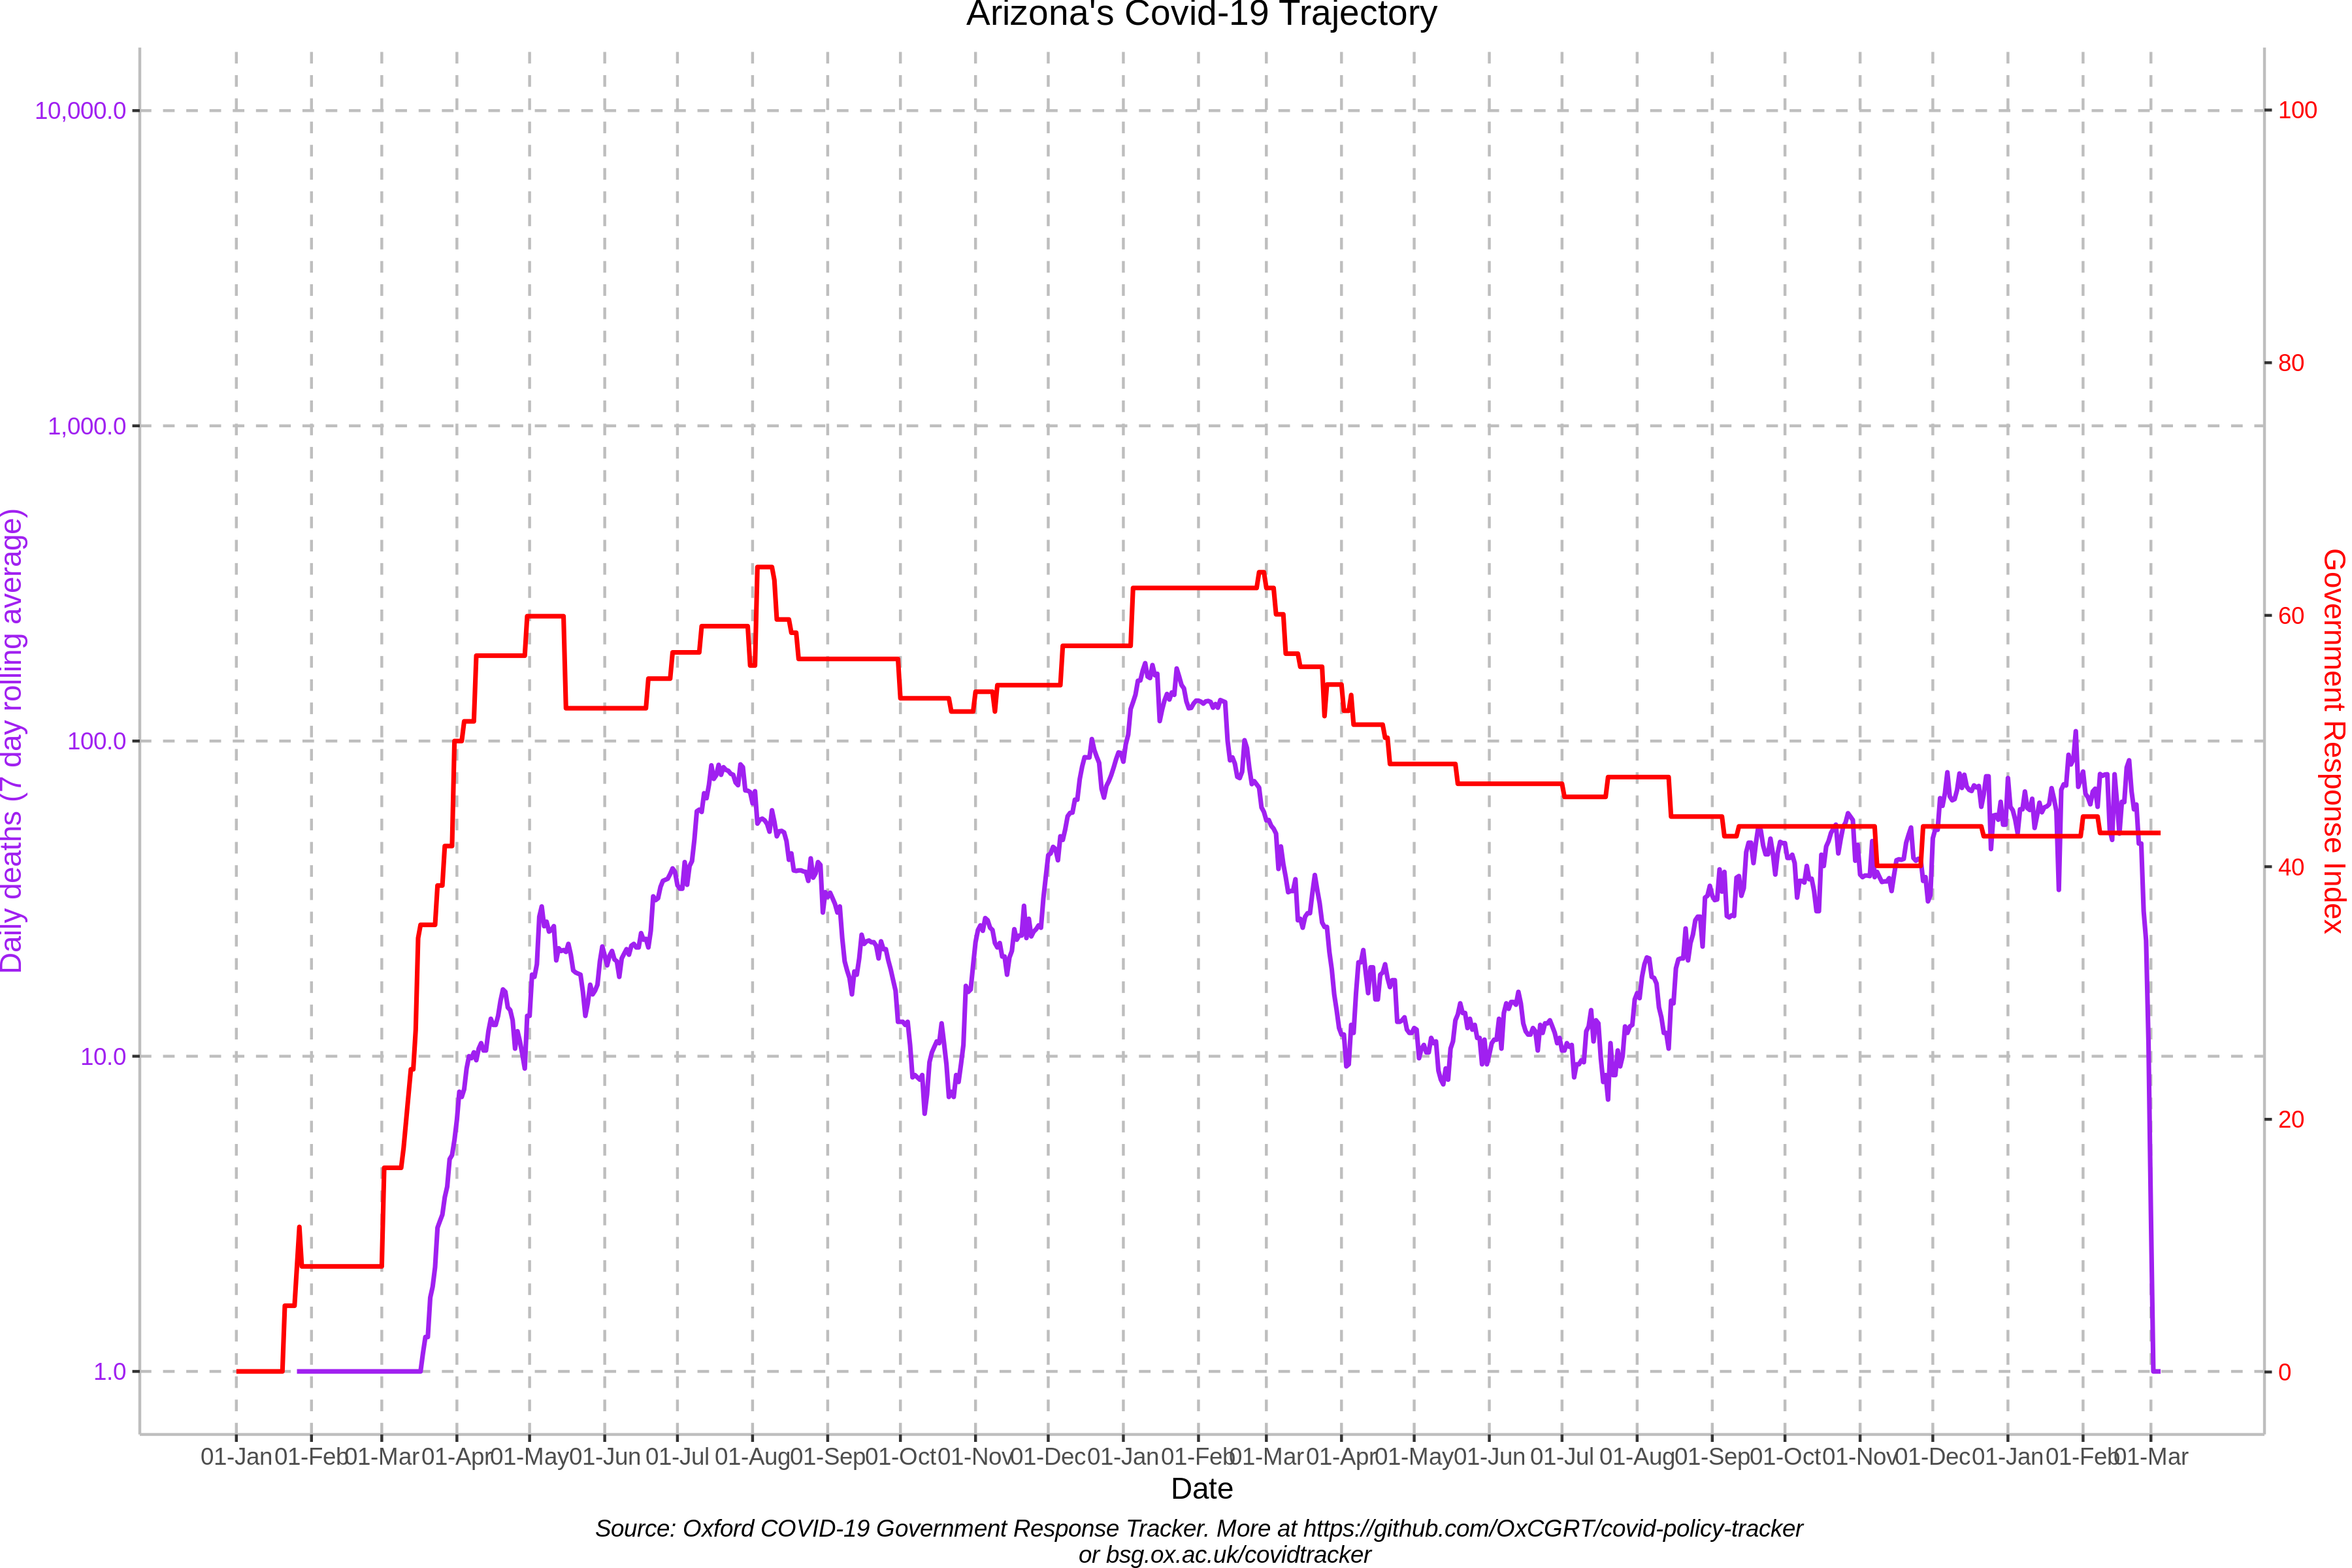 Arizona's Covid-19 Trajectory
10,000.0
1,000.0
100.0
10.0
1.0
Daily deaths (7 day rolling average)
100
80
60
40
20
0
Government Response Index
01-Jan 01-Feb 01-Mar 01-Apr 01-May 01-Jun 01-Jul 01-Aug 01-Sep 01-Oct 01-Nov 01-Dec 01-Jan 01-Feb 01-Mar 01-Apr 01-May 01-Jun 01-Jul 01-Aug 01-Sep 01-Oct 01-Nov 01-Dec 01-Jan 01-Feb 01-Mar
Date
Source: Oxford COVID-19 Government Response Tracker. More at https://github.com/OxCGRT/covid-policy-tracker
or bsg.ox.ac.uk/covidtracker